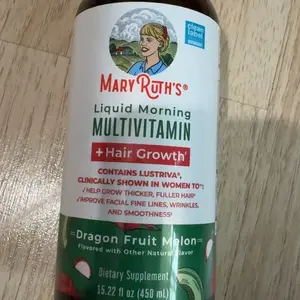 clean label
MARYRUTH'S®
Liquid Morning
MULTIVITAMIN
+Hair Growth†
CONTAINS LUSTRIVA®,
CLINICALLY SHOWN IN WOMEN TO**:
✓HELP GROW THICKER, FULLER HAIR†
✓IMPROVE FACIAL FINE LINES, WRINKLES,
AND SMOOTHNESS†
Dragon Fruit Melon
Flavored with Other Natural Flavor
Dietary Supplement
15.22 fl oz (450 mL)